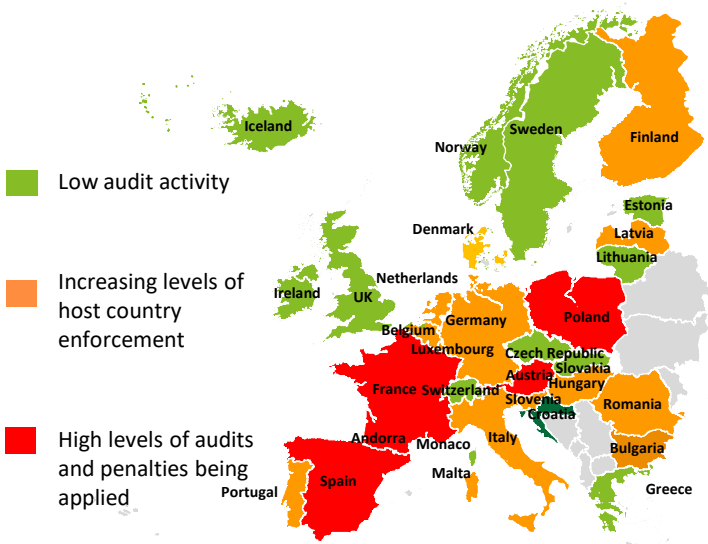 Iceland
Norway
Sweden
Finland
Low audit activity
Estonia
Denmark
Latvia
Lithuania
Increasing levels of
host country
enforcement
Netherlands
Ireland
UK
Germany
Poland
Belgium
Luxembourg
Czech Republic
Slovakia
Austria
Hungary
France
Switzerland
Slovenia
Romania
Croatia
High levels of audits
and penalties being
applied
Andorra
Monaco
Italy
Bulgaria
Malta
Portugal
Spain
Greece